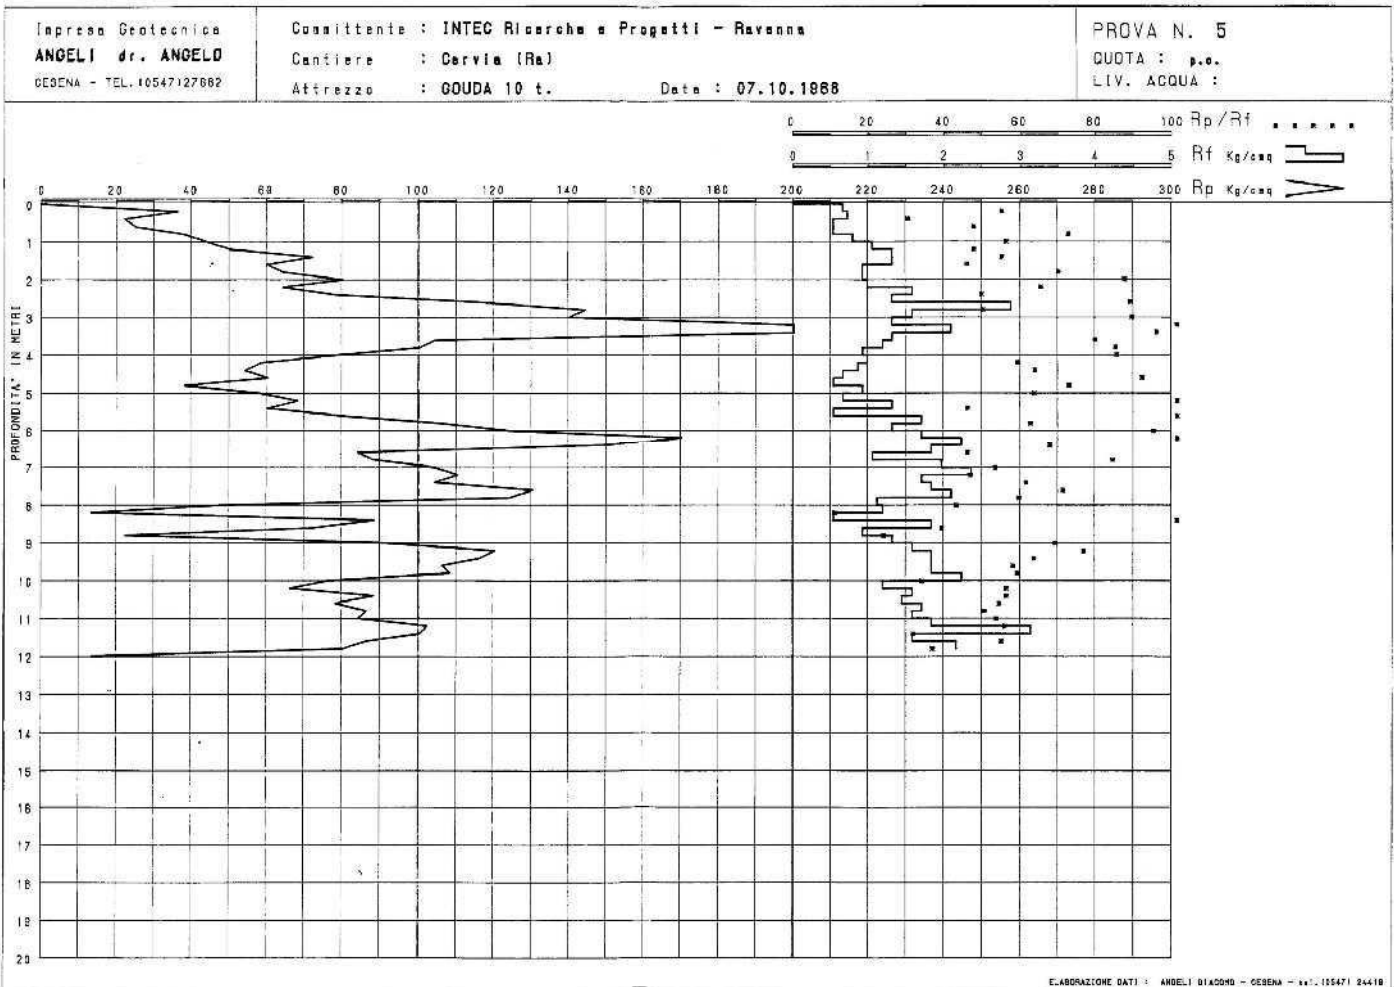 Impresa Geotecnica
ANGELI dr. ANGELO
CESENA - TEL. (0547)27682
Committente : INTEC Ricerche e Progetti - Ravenna
Cantiere : Cervia (Ra)
Attrezzo : GOUDA 10 t. Data : 07.10.1988
PROVA N. 5
QUOTA : p.c.
LIV. ACQUA :
0 20 40 60 80 100 Rp/Rf
0 1 2 3 4 5 Rf Kg/cmq
0 20 40 60 80 100 120 140 160 180 200 220 240 260 280 300 Rp Kg/cmq
PROFONDITA' IN METRI
0
1
2
3
4
5
6
7
8
9
10
11
12
13
14
15
16
17
18
19
20
ELABORAZIONE DATI : ANGELI GIACOMO - CESENA - tel. (0547) 24418